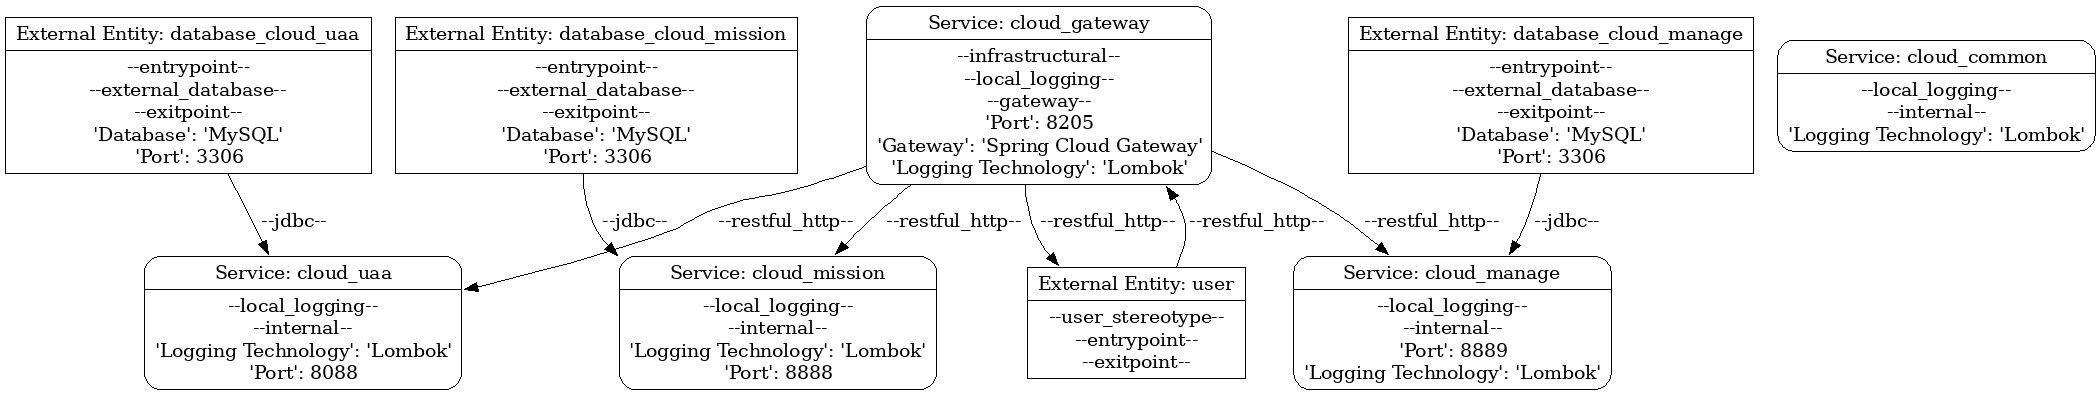 External Entity: database_cloud_uaa
--entrypoint--
--external_database--
--exitpoint--
'Database': 'MySQL'
'Port': 3306
External Entity: database_cloud_mission
--entrypoint--
--external_database--
--exitpoint--
'Database': 'MySQL'
'Port': 3306
Service: cloud_gateway
--infrastructural--
--local_logging--
--gateway--
'Port': 8205
'Gateway': 'Spring Cloud Gateway'
'Logging Technology': 'Lombok'
External Entity: database_cloud_manage
--entrypoint--
--external_database--
--exitpoint--
'Database': 'MySQL'
'Port': 3306
Service: cloud_common
--local_logging--
--internal--
'Logging Technology': 'Lombok'
--jdbc--
--jdbc--
--restful_http--
--restful_http--
--restful_http--
--restful_http--
--restful_http--
--jdbc--
Service: cloud_uaa
--local_logging--
--internal--
'Logging Technology': 'Lombok'
'Port': 8088
Service: cloud_mission
--local_logging--
--internal--
'Logging Technology': 'Lombok'
'Port': 8888
External Entity: user
--user_stereotype--
--entrypoint--
--exitpoint--
Service: cloud_manage
--local_logging--
--internal--
'Port': 8889
'Logging Technology': 'Lombok'